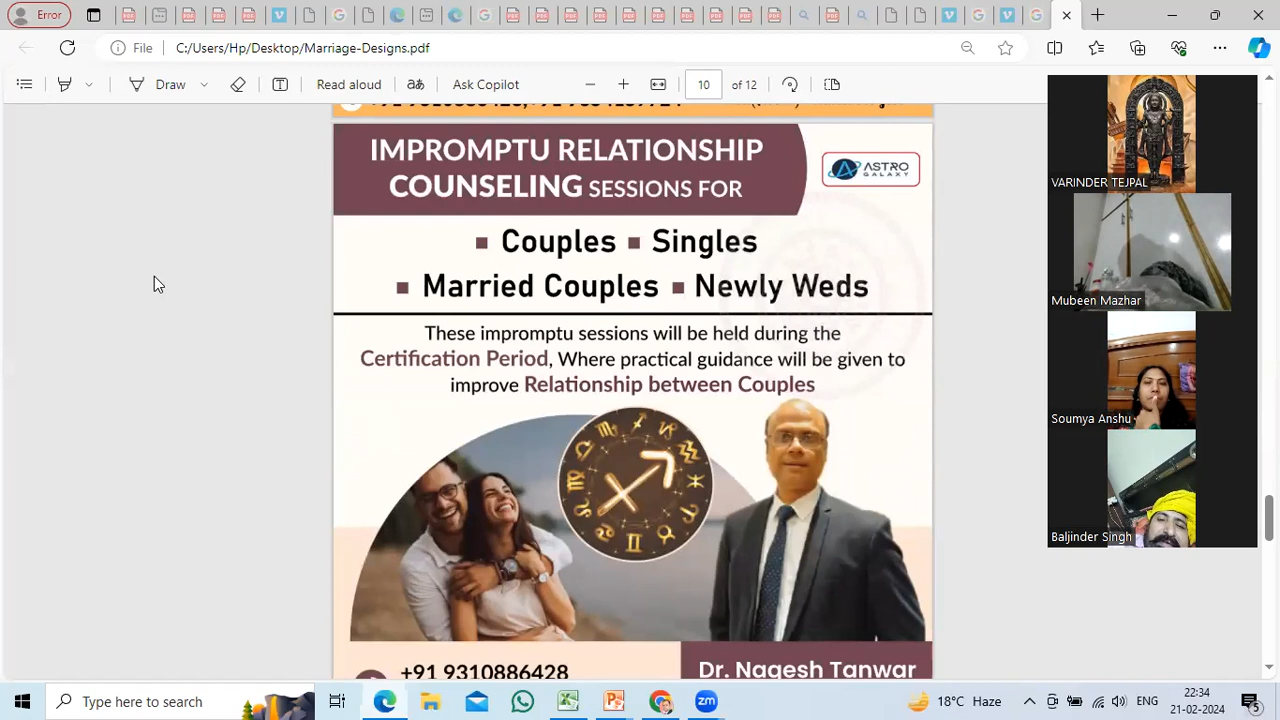 Error
File
C:/Users/Hp/Desktop/Marriage-Designs.pdf
Draw
Read aloud
Ask Copilot
10
of 12
IMPROMPTU RELATIONSHIP
COUNSELING SESSIONS FOR
ASTRO
GALAXY
Couples
Singles
Married Couples
Newly Weds
These impromptu sessions will be held during the
Certification Period, Where practical guidance will be given to
improve Relationship between Couples
+91 9310886428
Dr. Nagesh Tanwar
VARINDER TEJPAL
Mubeen Mazhar
Soumya Anshu
Baljinder Singh
Type here to search
18°C Haze
ENG
22:34
21-02-2024
5